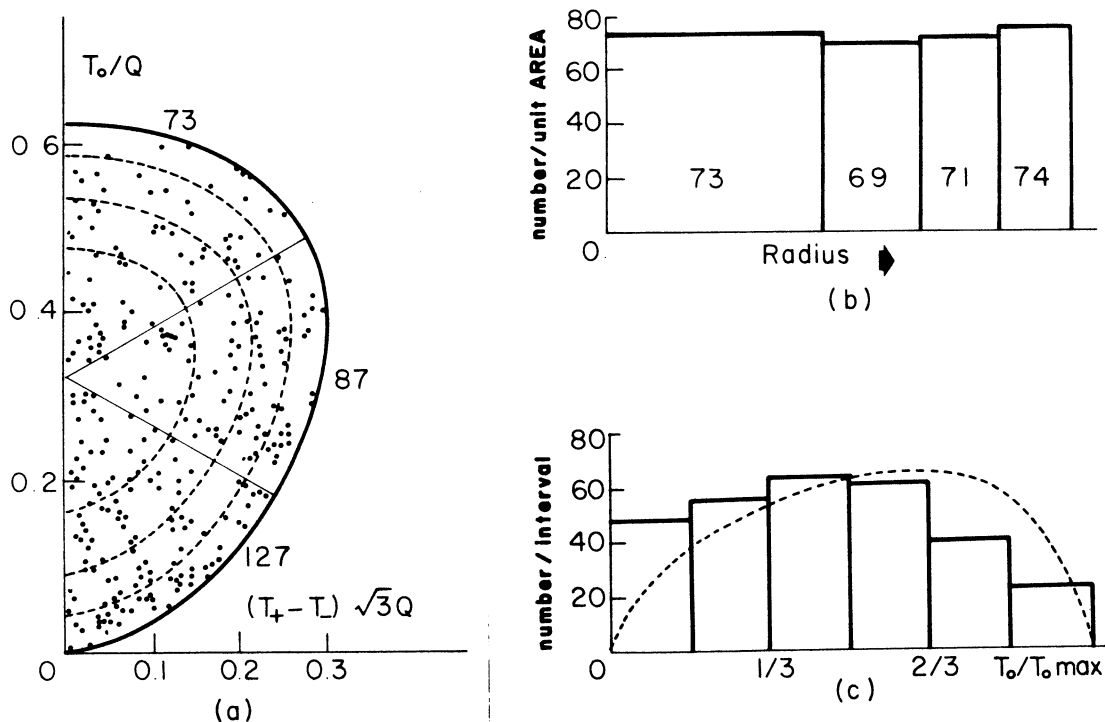 T₀/Q
73
0 6
0 4
87
0.2
127
(T₊–T₋) √3Q
0
0
0.1
0.2
0.3
(a)
number/unit AREA
80
60
20
0
73
69
71
74
Radius
(b)
number/interval
80
60
40
20
0
1/3
2/3
T₀/T₀ max
(c)